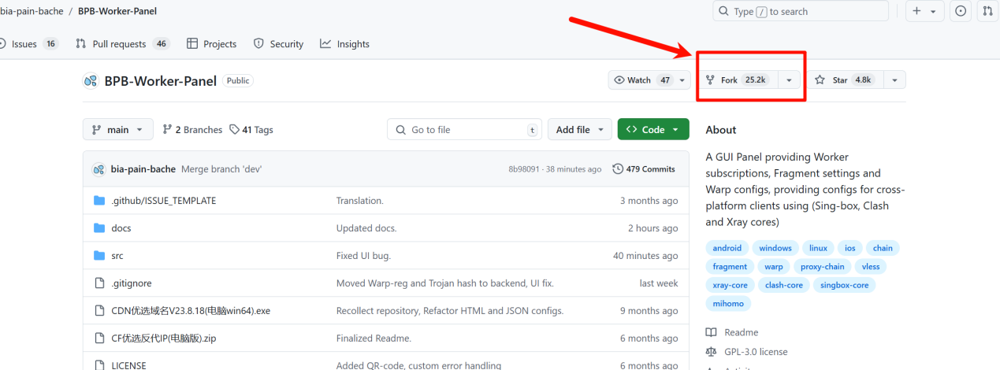 bia-pain-bache / BPB-Worker-Panel
Type / to search
Issues 16 Pull requests 46 Projects Security Insights
BPB-Worker-Panel Public
Watch 47 Fork 25.2k Star 4.8k
main 2 Branches 41 Tags Go to file t Add file Code
bia-pain-bache Merge branch 'dev' 8b98091 · 38 minutes ago 479 Commits
.github/ISSUE_TEMPLATE Translation. 3 months ago
docs Updated docs. 2 hours ago
src Fixed UI bug. 40 minutes ago
.gitignore Moved Warp-reg and Trojan hash to backend, UI fix. last week
CDN优选域名V23.8.18(电脑win64).exe Recollect repository, Refactor HTML and JSON configs. 9 months ago
CF优选反代IP(电脑版).zip Finalized Readme. 6 months ago
LICENSE Added QR-code, custom error handling 6 months ago
About
A GUI Panel providing Worker
subscriptions, Fragment settings and
Warp configs, providing configs for cross-
platform clients using (Sing-box, Clash
and Xray cores)
android windows linux ios chain
fragment warp proxy-chain vless
xray-core clash-core singbox-core
mihomo
Readme
GPL-3.0 license